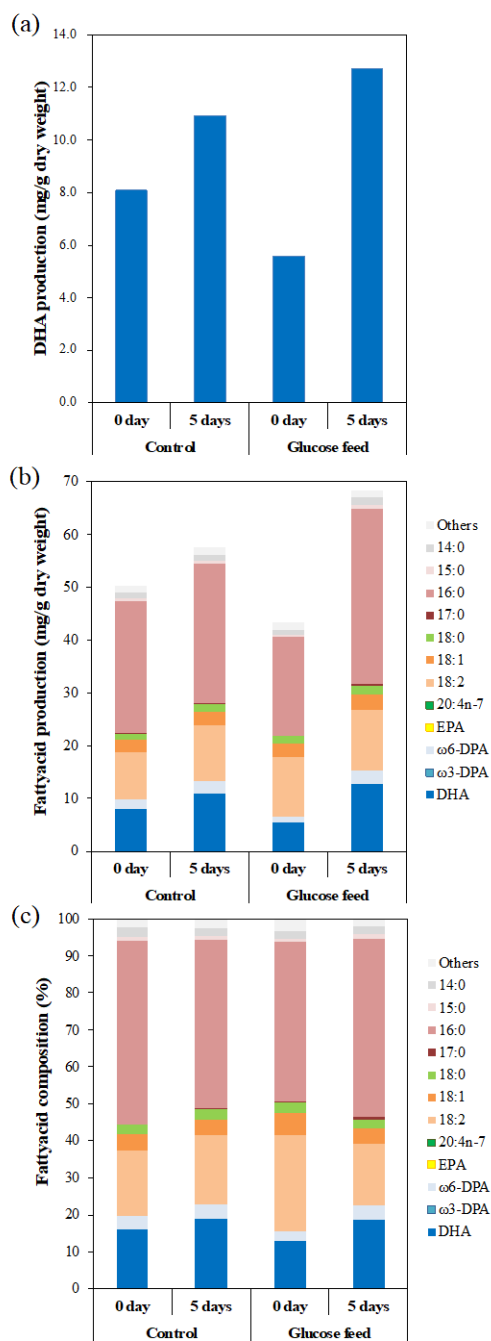 (a)
DHA production (mg/g dry weight)
14.0
12.0
10.0
8.0
6.0
4.0
2.0
0.0
0 day 5 days 0 day 5 days
Control Glucose feed
(b)
Fattyacid production (mg/g dry weight)
70
60
50
40
30
20
10
0
0 day 5 days 0 day 5 days
Control Glucose feed
Others
14:0
15:0
16:0
17:0
18:0
18:1
18:2
20:4n-7
EPA
ω6-DPA
ω3-DPA
DHA
(c)
Fattyacid composition (%)
100
90
80
70
60
50
40
30
20
10
0
0 day 5 days 0 day 5 days
Control Glucose feed
Others
14:0
15:0
16:0
17:0
18:0
18:1
18:2
20:4n-7
EPA
ω6-DPA
ω3-DPA
DHA